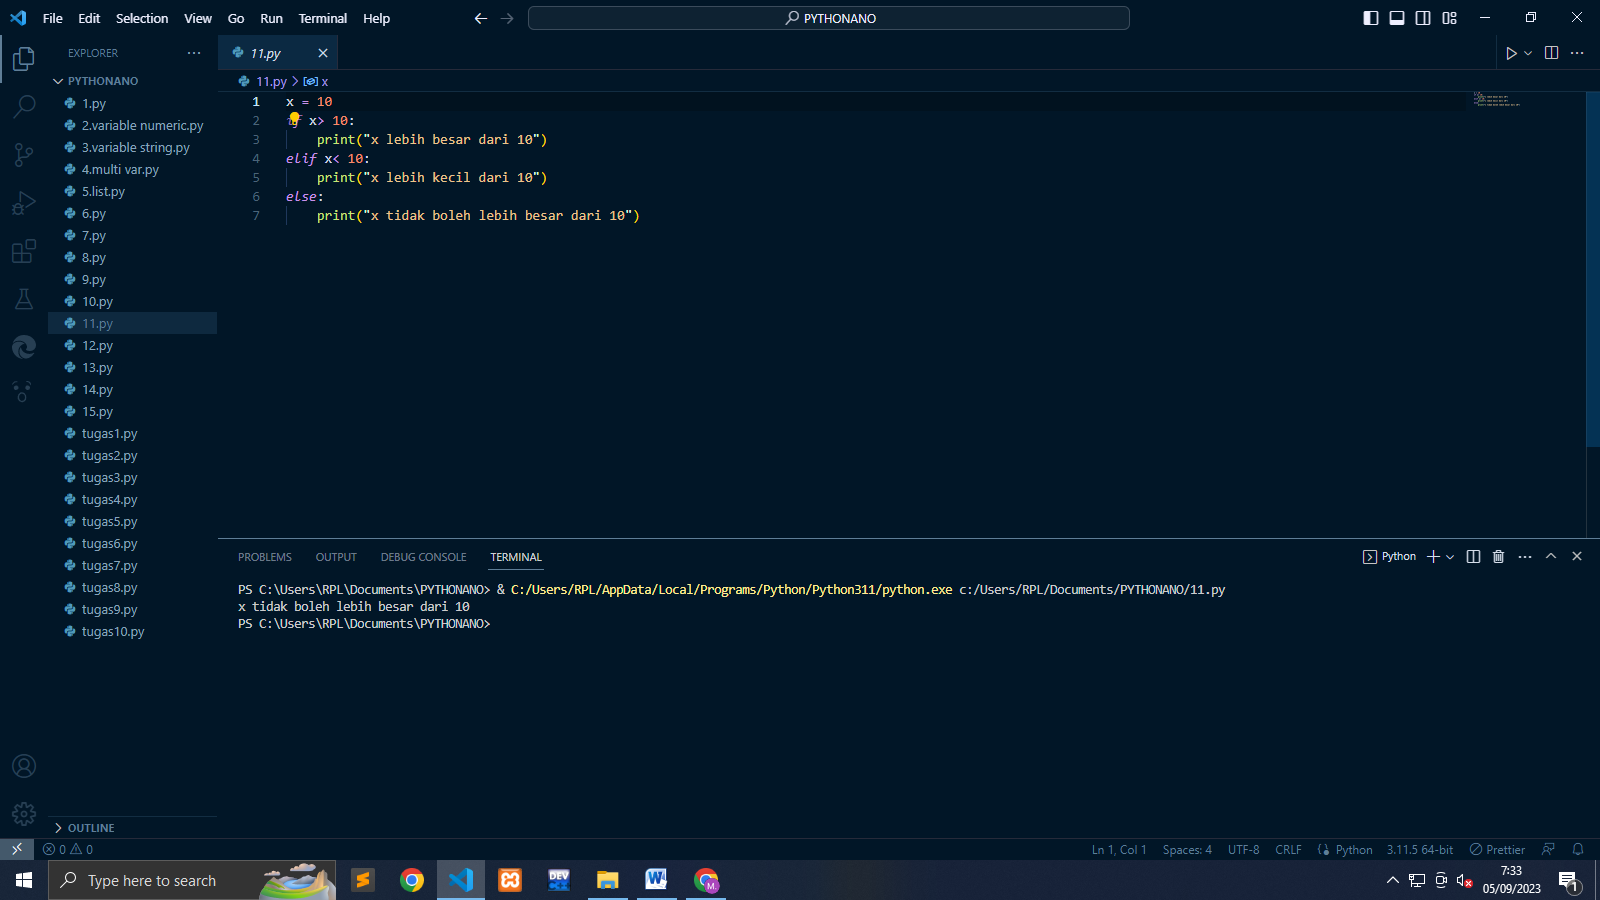 File Edit Selection View Go Run Terminal Help
PYTHONANO
EXPLORER
PYTHONANO
1.py
2.variable numeric.py
3.variable string.py
4.multi var.py
5.list.py
6.py
7.py
8.py
9.py
10.py
11.py
12.py
13.py
14.py
15.py
tugas1.py
tugas2.py
tugas3.py
tugas4.py
tugas5.py
tugas6.py
tugas7.py
tugas8.py
tugas9.py
tugas10.py
OUTLINE
11.py
11.py > x
1 x = 10
2 if x> 10:
3 print("x lebih besar dari 10")
4 elif x< 10:
5 print("x lebih kecil dari 10")
6 else:
7 print("x tidak boleh lebih besar dari 10")
PROBLEMS OUTPUT DEBUG CONSOLE TERMINAL
Python
PS C:\Users\RPL\Documents\PYTHONANO> & C:/Users/RPL/AppData/Local/Programs/Python/Python311/python.exe c:/Users/RPL/Documents/PYTHONANO/11.py
x tidak boleh lebih besar dari 10
PS C:\Users\RPL\Documents\PYTHONANO>
0 0
Ln 1, Col 1 Spaces: 4 UTF-8 CRLF Python 3.11.5 64-bit Prettier
Type here to search
DEV
W
M.
7:33
05/09/2023
1